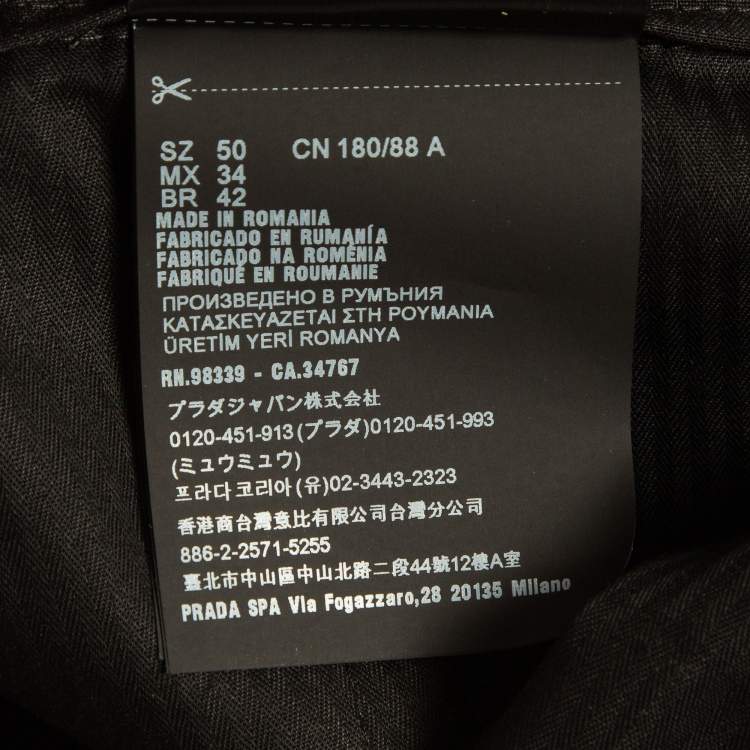 SZ 50 CN 180/88 A
MX 34
BR 42
MADE IN ROMANIA
FABRICADO EN RUMANÍA
FABRICADO NA ROMÊNIA
FABRIQUÉ EN ROUMANIE
ПРОИЗВЕДЕНО В РУМЪНИЯ
ΚΑΤΑΣΚΕΥΑΖΕΤΑΙ ΣΤΗ ΡΟΥΜΑΝΙΑ
ÜRETİM YERİ ROMANYA
RN.98339 - CA.34767
プラダジャパン株式会社
0120-451-913(プラダ)0120-451-993
(ミュウミュウ)
프라다코리아(유)02-3443-2323
香港商台灣意比有限公司台灣分公司
886-2-2571-5255
臺北市中山區中山北路二段44號12樓A室
PRADA SPA Via Fogazzaro,28 20135 Milano